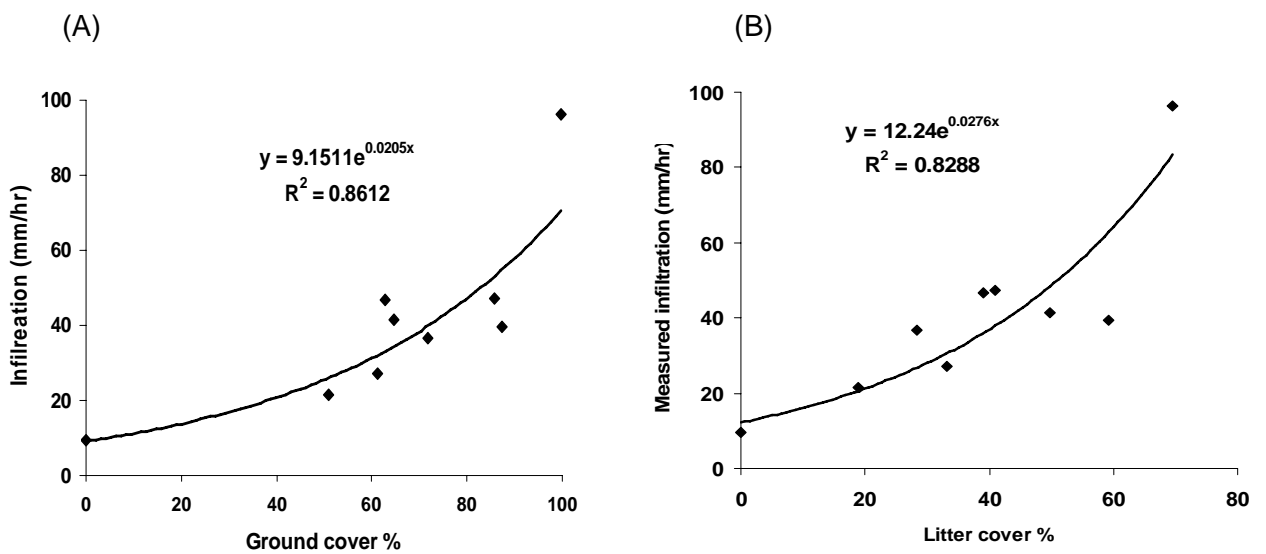 (A)
100
80
60
40
20
0
Infilreation (mm/hr)
y = 9.1511e^0.0205x
R^2 = 0.8612
0 20 40 60 80 100
Ground cover %
(B)
100
80
60
40
20
0
Measured infiltration (mm/hr)
y = 12.24e^0.0276x
R^2 = 0.8288
0 20 40 60 80
Litter cover %